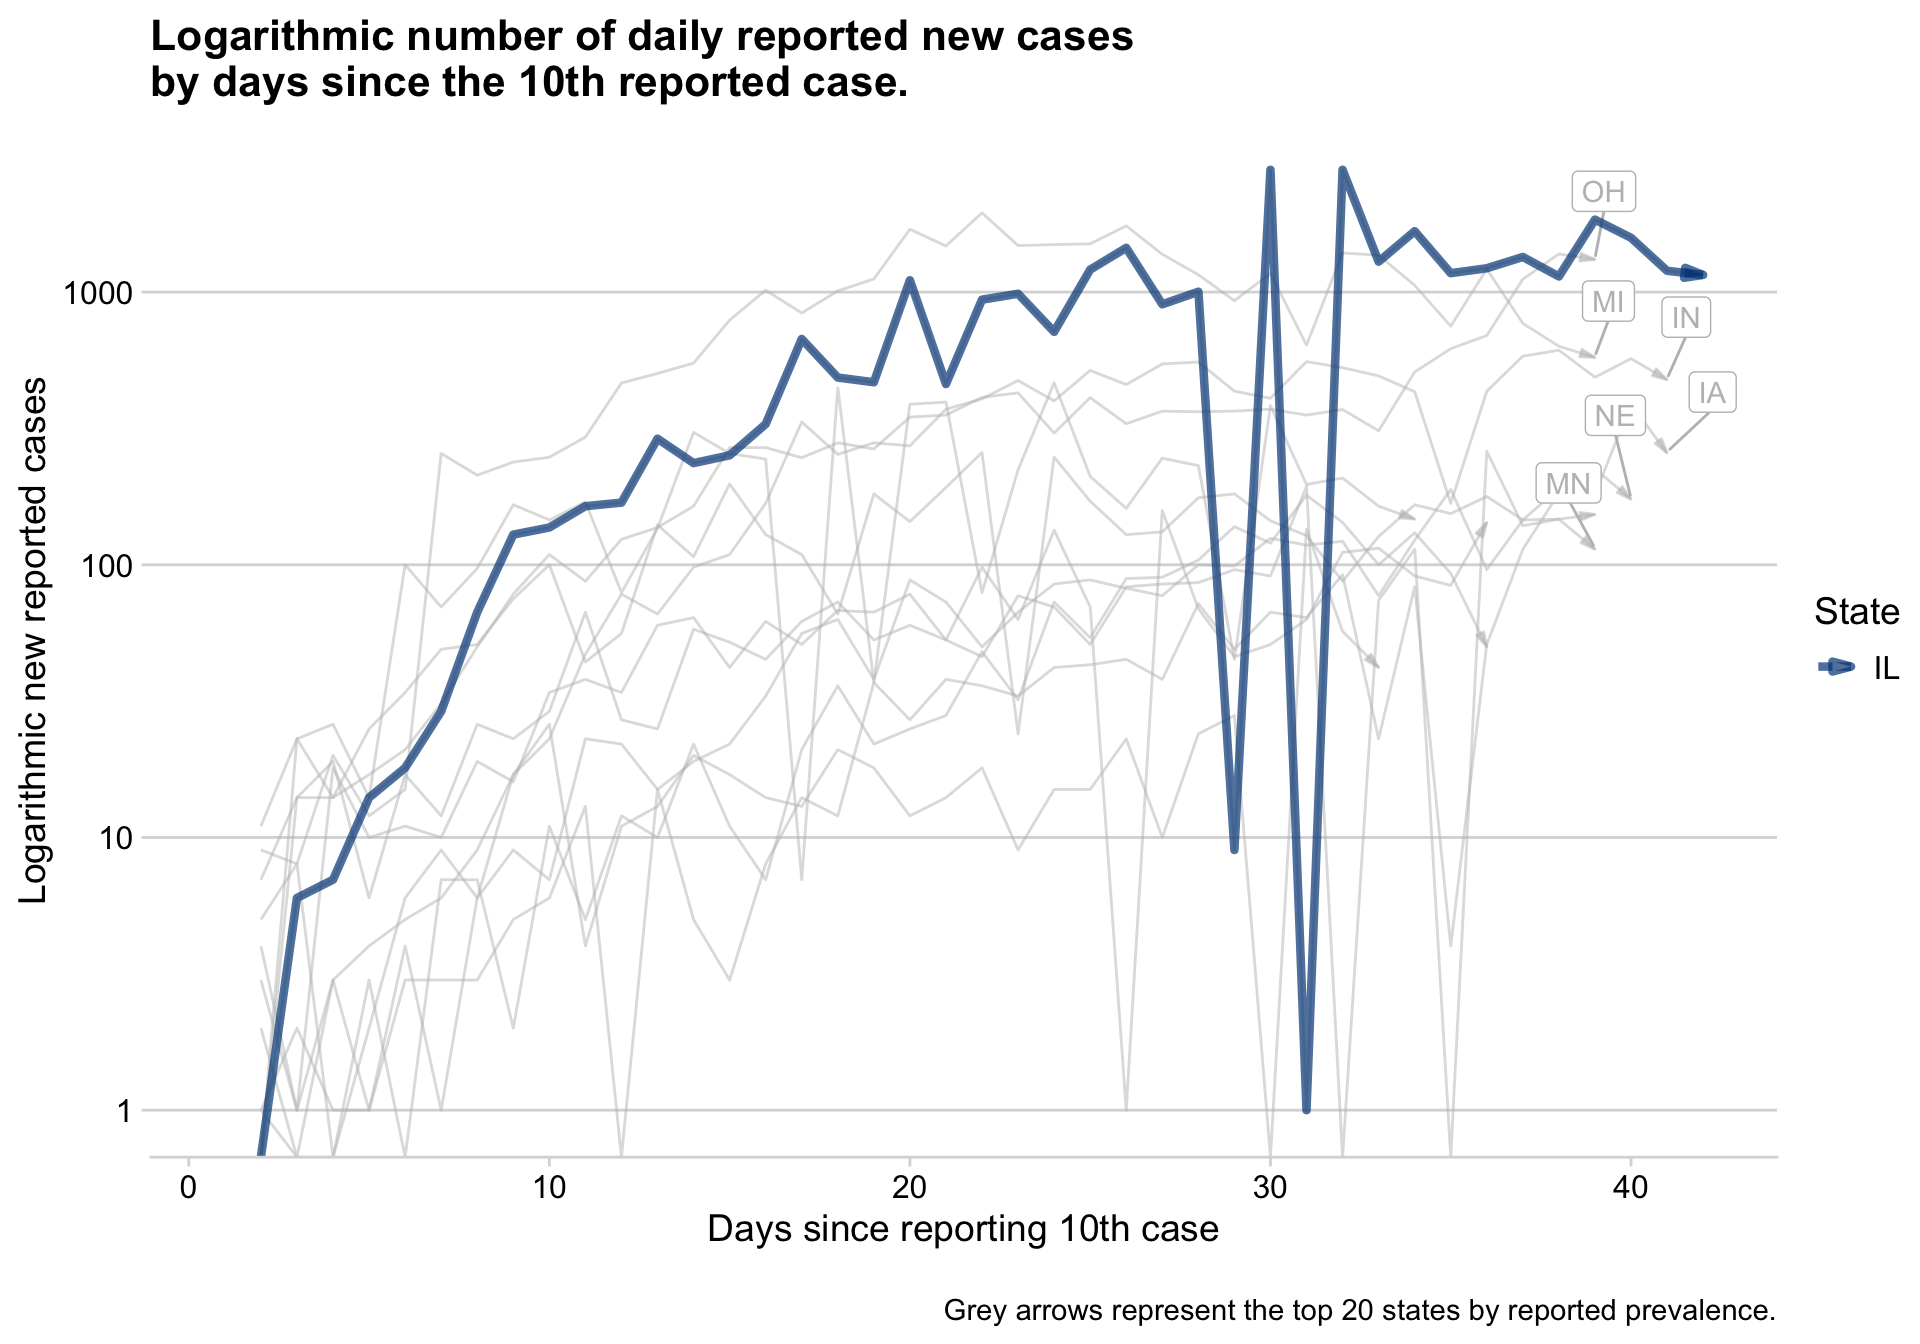 Logarithmic number of daily reported new cases
by days since the 10th reported case.
Logarithmic new reported cases
1000
100
10
1
OH
MI
IN
IA
NE
MN
State
IL
0
10
20
30
40
Days since reporting 10th case
Grey arrows represent the top 20 states by reported prevalence.